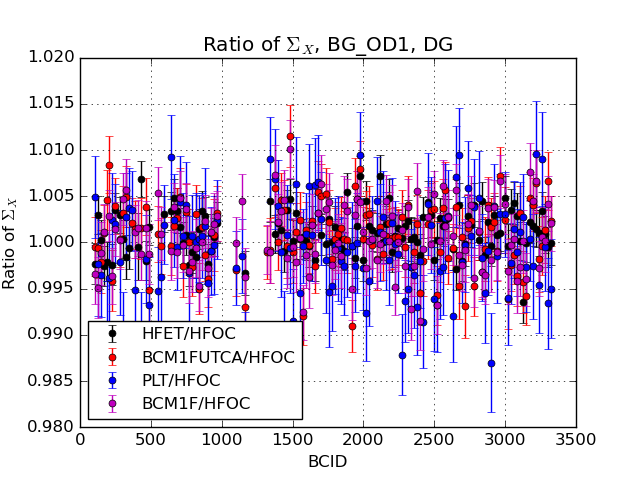 Ratio of Σ_X, BG_OD1, DG
Ratio of Σ_X
1.020
1.015
1.010
1.005
1.000
0.995
0.990
0.985
0.980
HFET/HFOC
BCM1FUTCA/HFOC
PLT/HFOC
BCM1F/HFOC
0 500 1000 1500 2000 2500 3000 3500
BCID